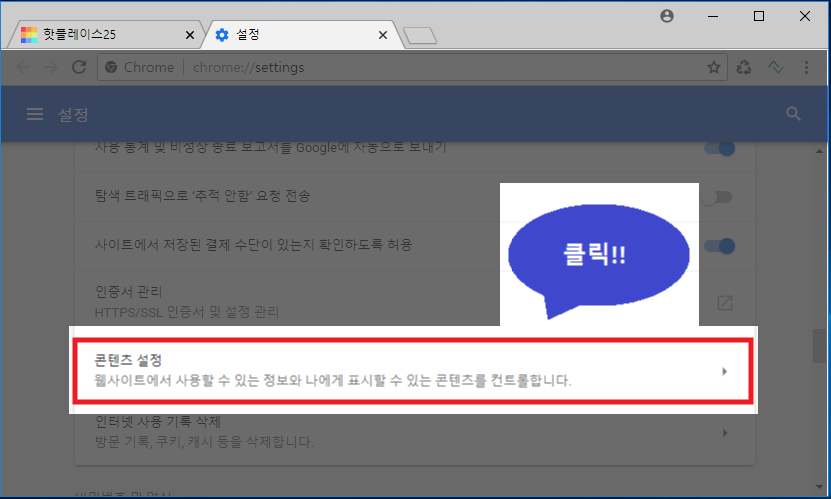 핫플레이스25
설정
Chrome
chrome://settings
설정
사용 통계 및 비정상 종료 보고서를 Google에 자동으로 보내기
탐색 트래픽으로 '추적 안함' 요청 전송
클릭!!
사이트에서 저장된 결제 수단이 있는지 확인하도록 허용
인증서 관리
HTTPS/SSL 인증서 및 설정 관리
콘텐츠 설정
웹사이트에서 사용할 수 있는 정보와 나에게 표시할 수 있는 콘텐츠를 컨트롤합니다.
인터넷 사용 기록 삭제
방문 기록, 쿠키, 캐시 등을 삭제합니다.